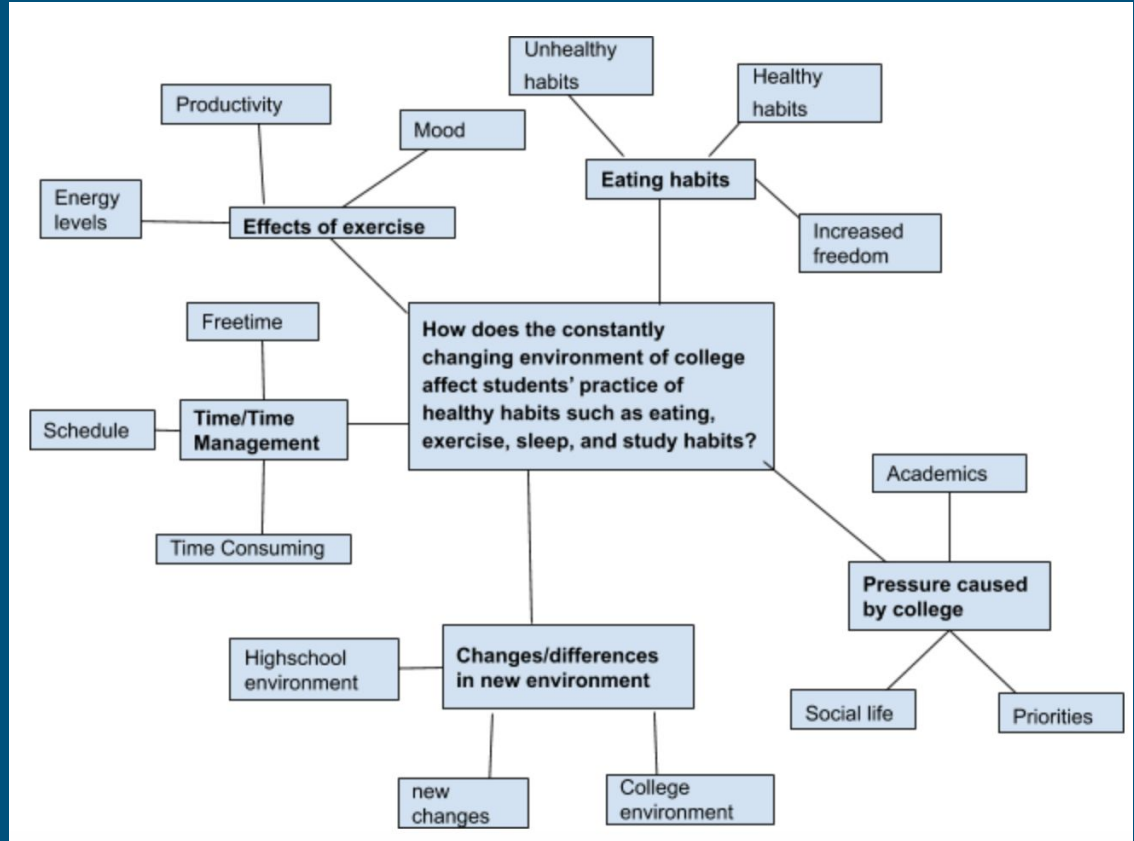 Unhealthy
habits
Healthy
habits
Productivity
Mood
Eating habits
Energy
levels
Effects of exercise
Increased
freedom
Freetime
How does the constantly
changing environment of college
affect students’ practice of
healthy habits such as eating,
exercise, sleep, and study habits?
Schedule
Time/Time
Management
Academics
Time Consuming
Pressure caused
by college
Highschool
environment
Changes/differences
in new environment
Social life
Priorities
new
changes
College
environment